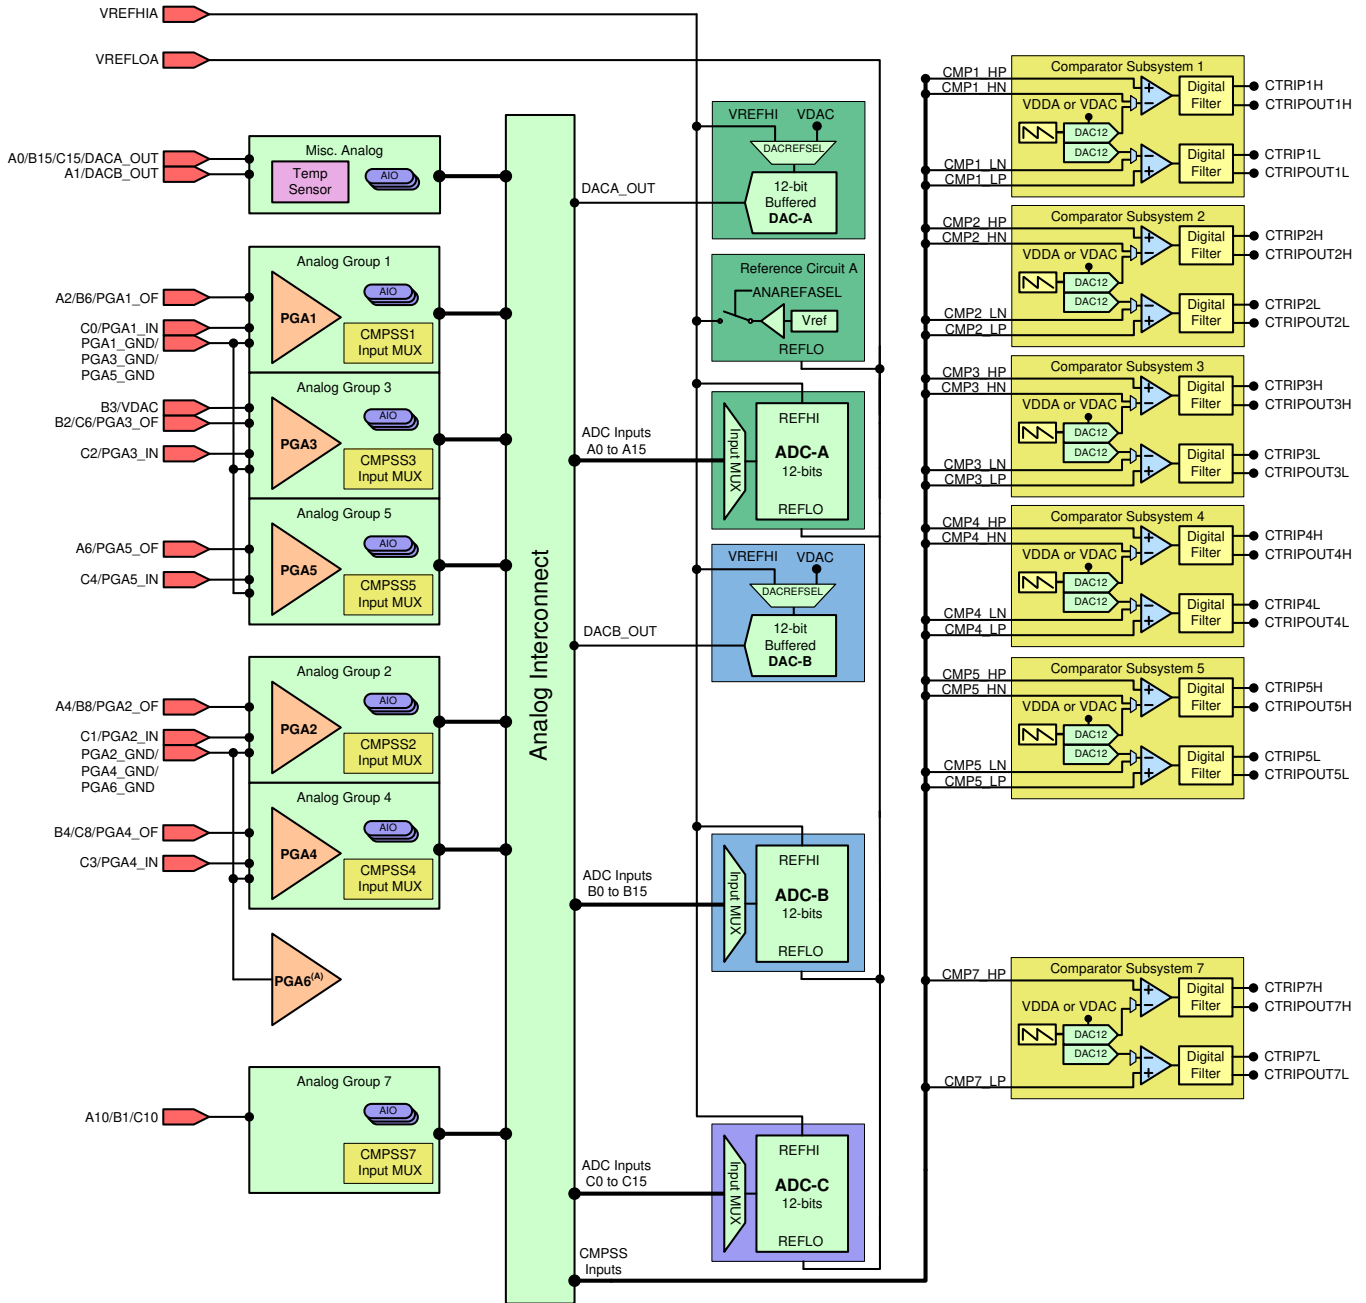 VREFHIA
VREFLOA
A0/B15/C15/DACA_OUT
A1/DACB_OUT
Misc. Analog
Temp
Sensor
AIO
Analog Group 1
A2/B6/PGA1_OF
C0/PGA1_IN
PGA1_GND/
PGA3_GND/
PGA5_GND
PGA1
AIO
CMPSS1
Input MUX
Analog Group 3
B3/VDAC
B2/C6/PGA3_OF
C2/PGA3_IN
PGA3
AIO
CMPSS3
Input MUX
Analog Group 5
A6/PGA5_OF
C4/PGA5_IN
PGA5
AIO
CMPSS5
Input MUX
Analog Group 2
A4/B8/PGA2_OF
C1/PGA2_IN
PGA2_GND/
PGA4_GND/
PGA6_GND
PGA2
AIO
CMPSS2
Input MUX
Analog Group 4
B4/C8/PGA4_OF
C3/PGA4_IN
PGA4
AIO
CMPSS4
Input MUX
PGA6(A)
Analog Group 7
A10/B1/C10
AIO
CMPSS7
Input MUX
Analog Interconnect
DACA_OUT
VREFHI
VDAC
DACREFSEL
12-bit
Buffered
DAC-A
Reference Circuit A
ANAREFASEL
Vref
REFLO
ADC Inputs
A0 to A15
Input MUX
REFHI
ADC-A
12-bits
REFLO
DACB_OUT
VREFHI
VDAC
DACREFSEL
12-bit
Buffered
DAC-B
ADC Inputs
B0 to B15
Input MUX
REFHI
ADC-B
12-bits
REFLO
ADC Inputs
C0 to C15
Input MUX
REFHI
ADC-C
12-bits
REFLO
CMPSS
Inputs
Comparator Subsystem 1
CMP1_HP
CMP1_HN
VDDA or VDAC
DAC12
DAC12
CMP1_LN
CMP1_LP
Digital
Filter
Digital
Filter
CTRIP1H
CTRIPOUT1H
CTRIP1L
CTRIPOUT1L
Comparator Subsystem 2
CMP2_HP
CMP2_HN
VDDA or VDAC
DAC12
DAC12
CMP2_LN
CMP2_LP
Digital
Filter
Digital
Filter
CTRIP2H
CTRIPOUT2H
CTRIP2L
CTRIPOUT2L
Comparator Subsystem 3
CMP3_HP
CMP3_HN
VDDA or VDAC
DAC12
DAC12
CMP3_LN
CMP3_LP
Digital
Filter
Digital
Filter
CTRIP3H
CTRIPOUT3H
CTRIP3L
CTRIPOUT3L
Comparator Subsystem 4
CMP4_HP
CMP4_HN
VDDA or VDAC
DAC12
DAC12
CMP4_LN
CMP4_LP
Digital
Filter
Digital
Filter
CTRIP4H
CTRIPOUT4H
CTRIP4L
CTRIPOUT4L
Comparator Subsystem 5
CMP5_HP
CMP5_HN
VDDA or VDAC
DAC12
DAC12
CMP5_LN
CMP5_LP
Digital
Filter
Digital
Filter
CTRIP5H
CTRIPOUT5H
CTRIP5L
CTRIPOUT5L
Comparator Subsystem 7
CMP7_HP
VDDA or VDAC
DAC12
DAC12
CMP7_LP
Digital
Filter
Digital
Filter
CTRIP7H
CTRIPOUT7H
CTRIP7L
CTRIPOUT7L